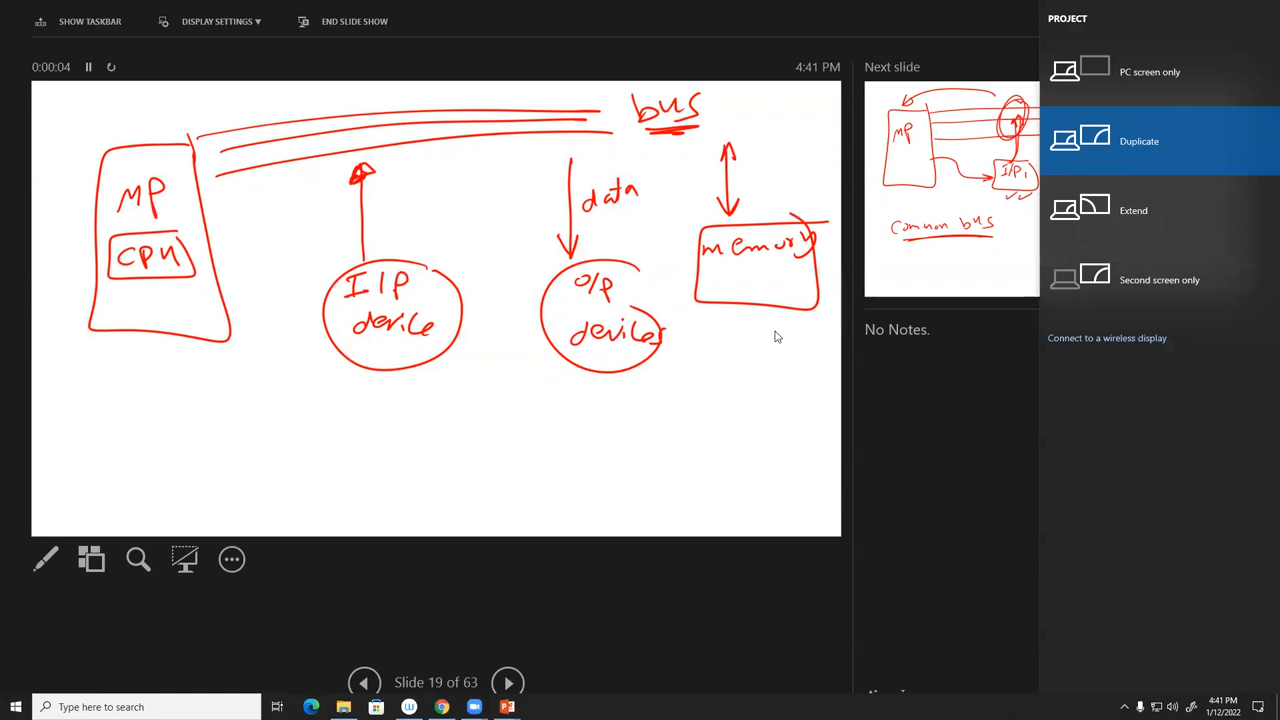 SHOW TASKBAR
DISPLAY SETTINGS ▼
END SLIDE SHOW
0:00:04
4:41 PM
bus
MP
CPU
data
I/P
device
O/P
devices
memory
Next slide
MP
I/P1
Common bus
No Notes.
Slide 19 of 63
PROJECT
PC screen only
Duplicate
Extend
Second screen only
Connect to a wireless display
Type here to search
4:41 PM
1/12/2022